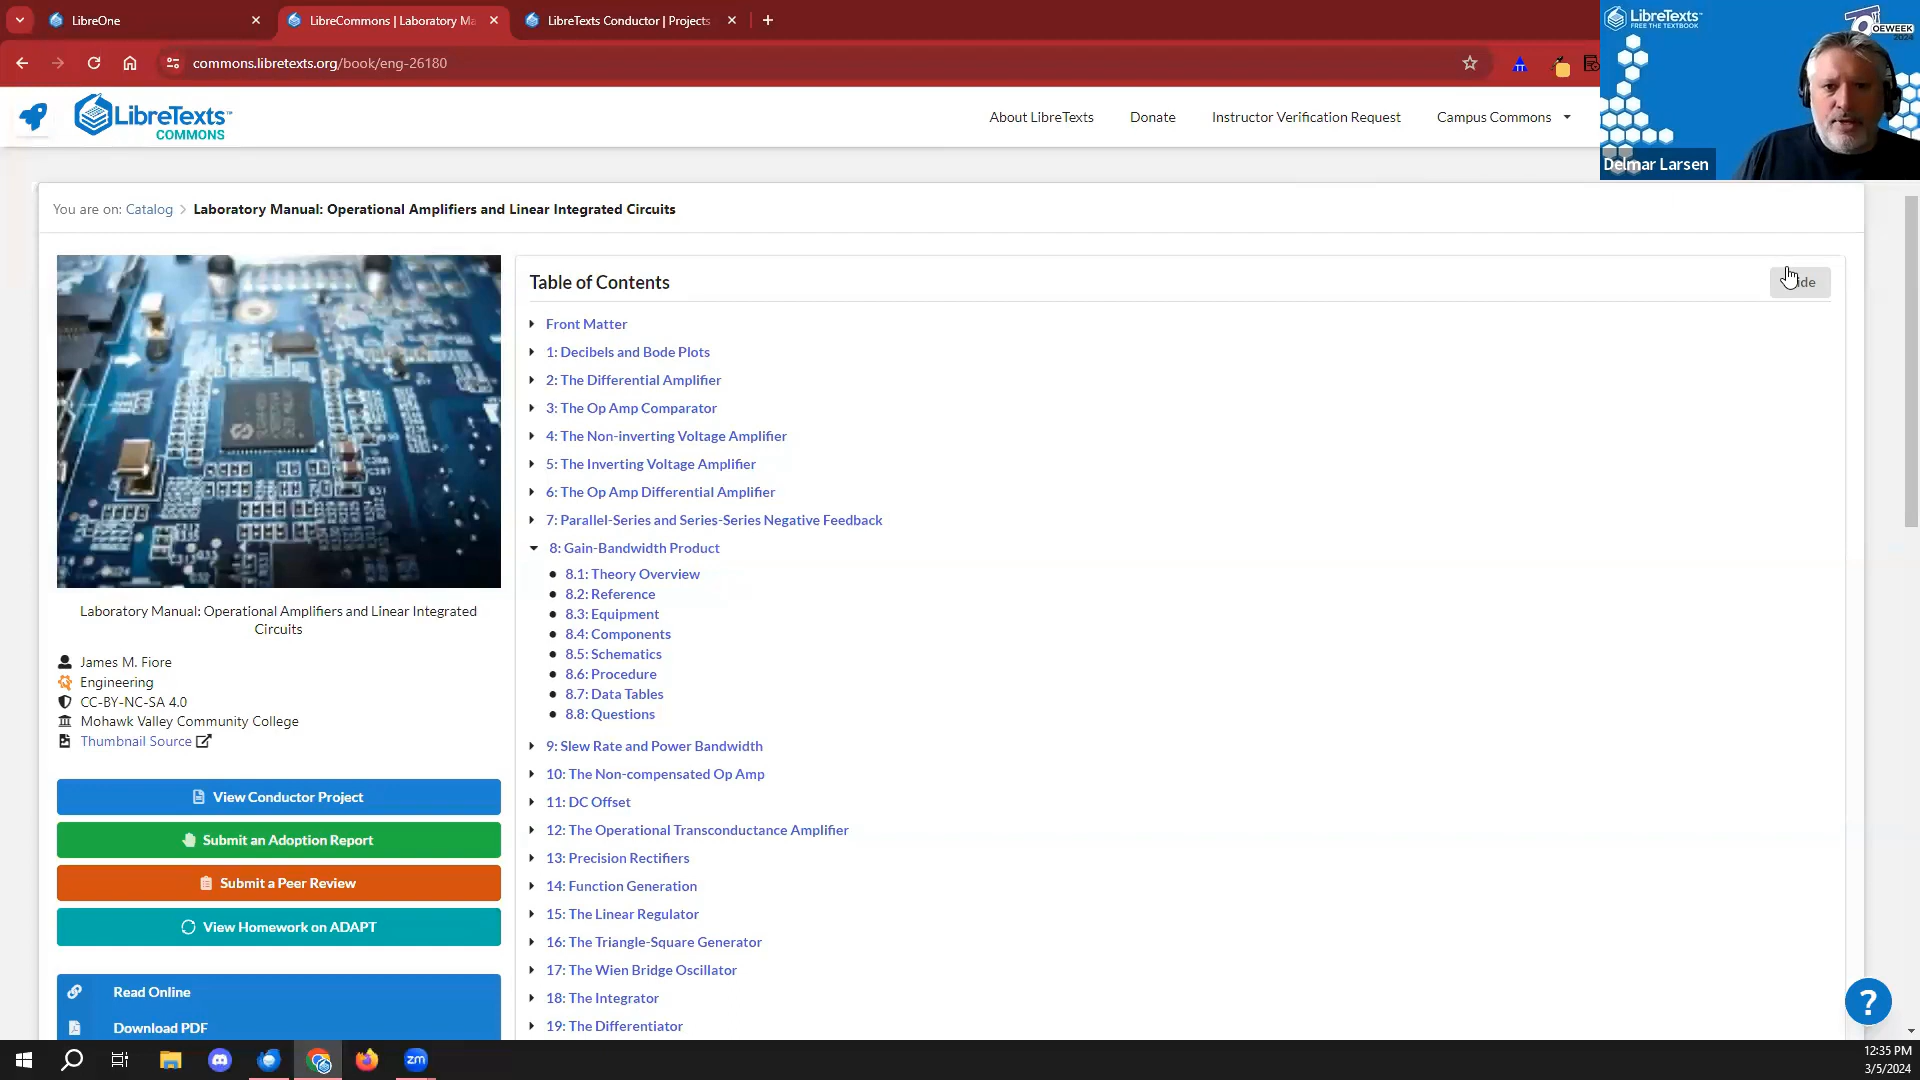 LibreOne
LibreCommons | Laboratory Ma
LibreTexts Conductor | Projects
commons.libretexts.org/book/eng-26180
LibreTexts
COMMONS
About LibreTexts
Donate
Instructor Verification Request
Campus Commons
LibreTexts
FREE THE TEXTBOOK
OEWEEK
Delmar Larsen
You are on: Catalog > Laboratory Manual: Operational Amplifiers and Linear Integrated Circuits
Laboratory Manual: Operational Amplifiers and Linear Integrated
Circuits
James M. Fiore
Engineering
CC-BY-NC-SA 4.0
Mohawk Valley Community College
Thumbnail Source
View Conductor Project
Submit an Adoption Report
Submit a Peer Review
View Homework on ADAPT
Read Online
Download PDF
Table of Contents
Front Matter
1: Decibels and Bode Plots
2: The Differential Amplifier
3: The Op Amp Comparator
4: The Non-inverting Voltage Amplifier
5: The Inverting Voltage Amplifier
6: The Op Amp Differential Amplifier
7: Parallel-Series and Series-Series Negative Feedback
8: Gain-Bandwidth Product
8.1: Theory Overview
8.2: Reference
8.3: Equipment
8.4: Components
8.5: Schematics
8.6: Procedure
8.7: Data Tables
8.8: Questions
9: Slew Rate and Power Bandwidth
10: The Non-compensated Op Amp
11: DC Offset
12: The Operational Transconductance Amplifier
13: Precision Rectifiers
14: Function Generation
15: The Linear Regulator
16: The Triangle-Square Generator
17: The Wien Bridge Oscillator
18: The Integrator
19: The Differentiator
?
zm
12:35 PM
3/5/2024